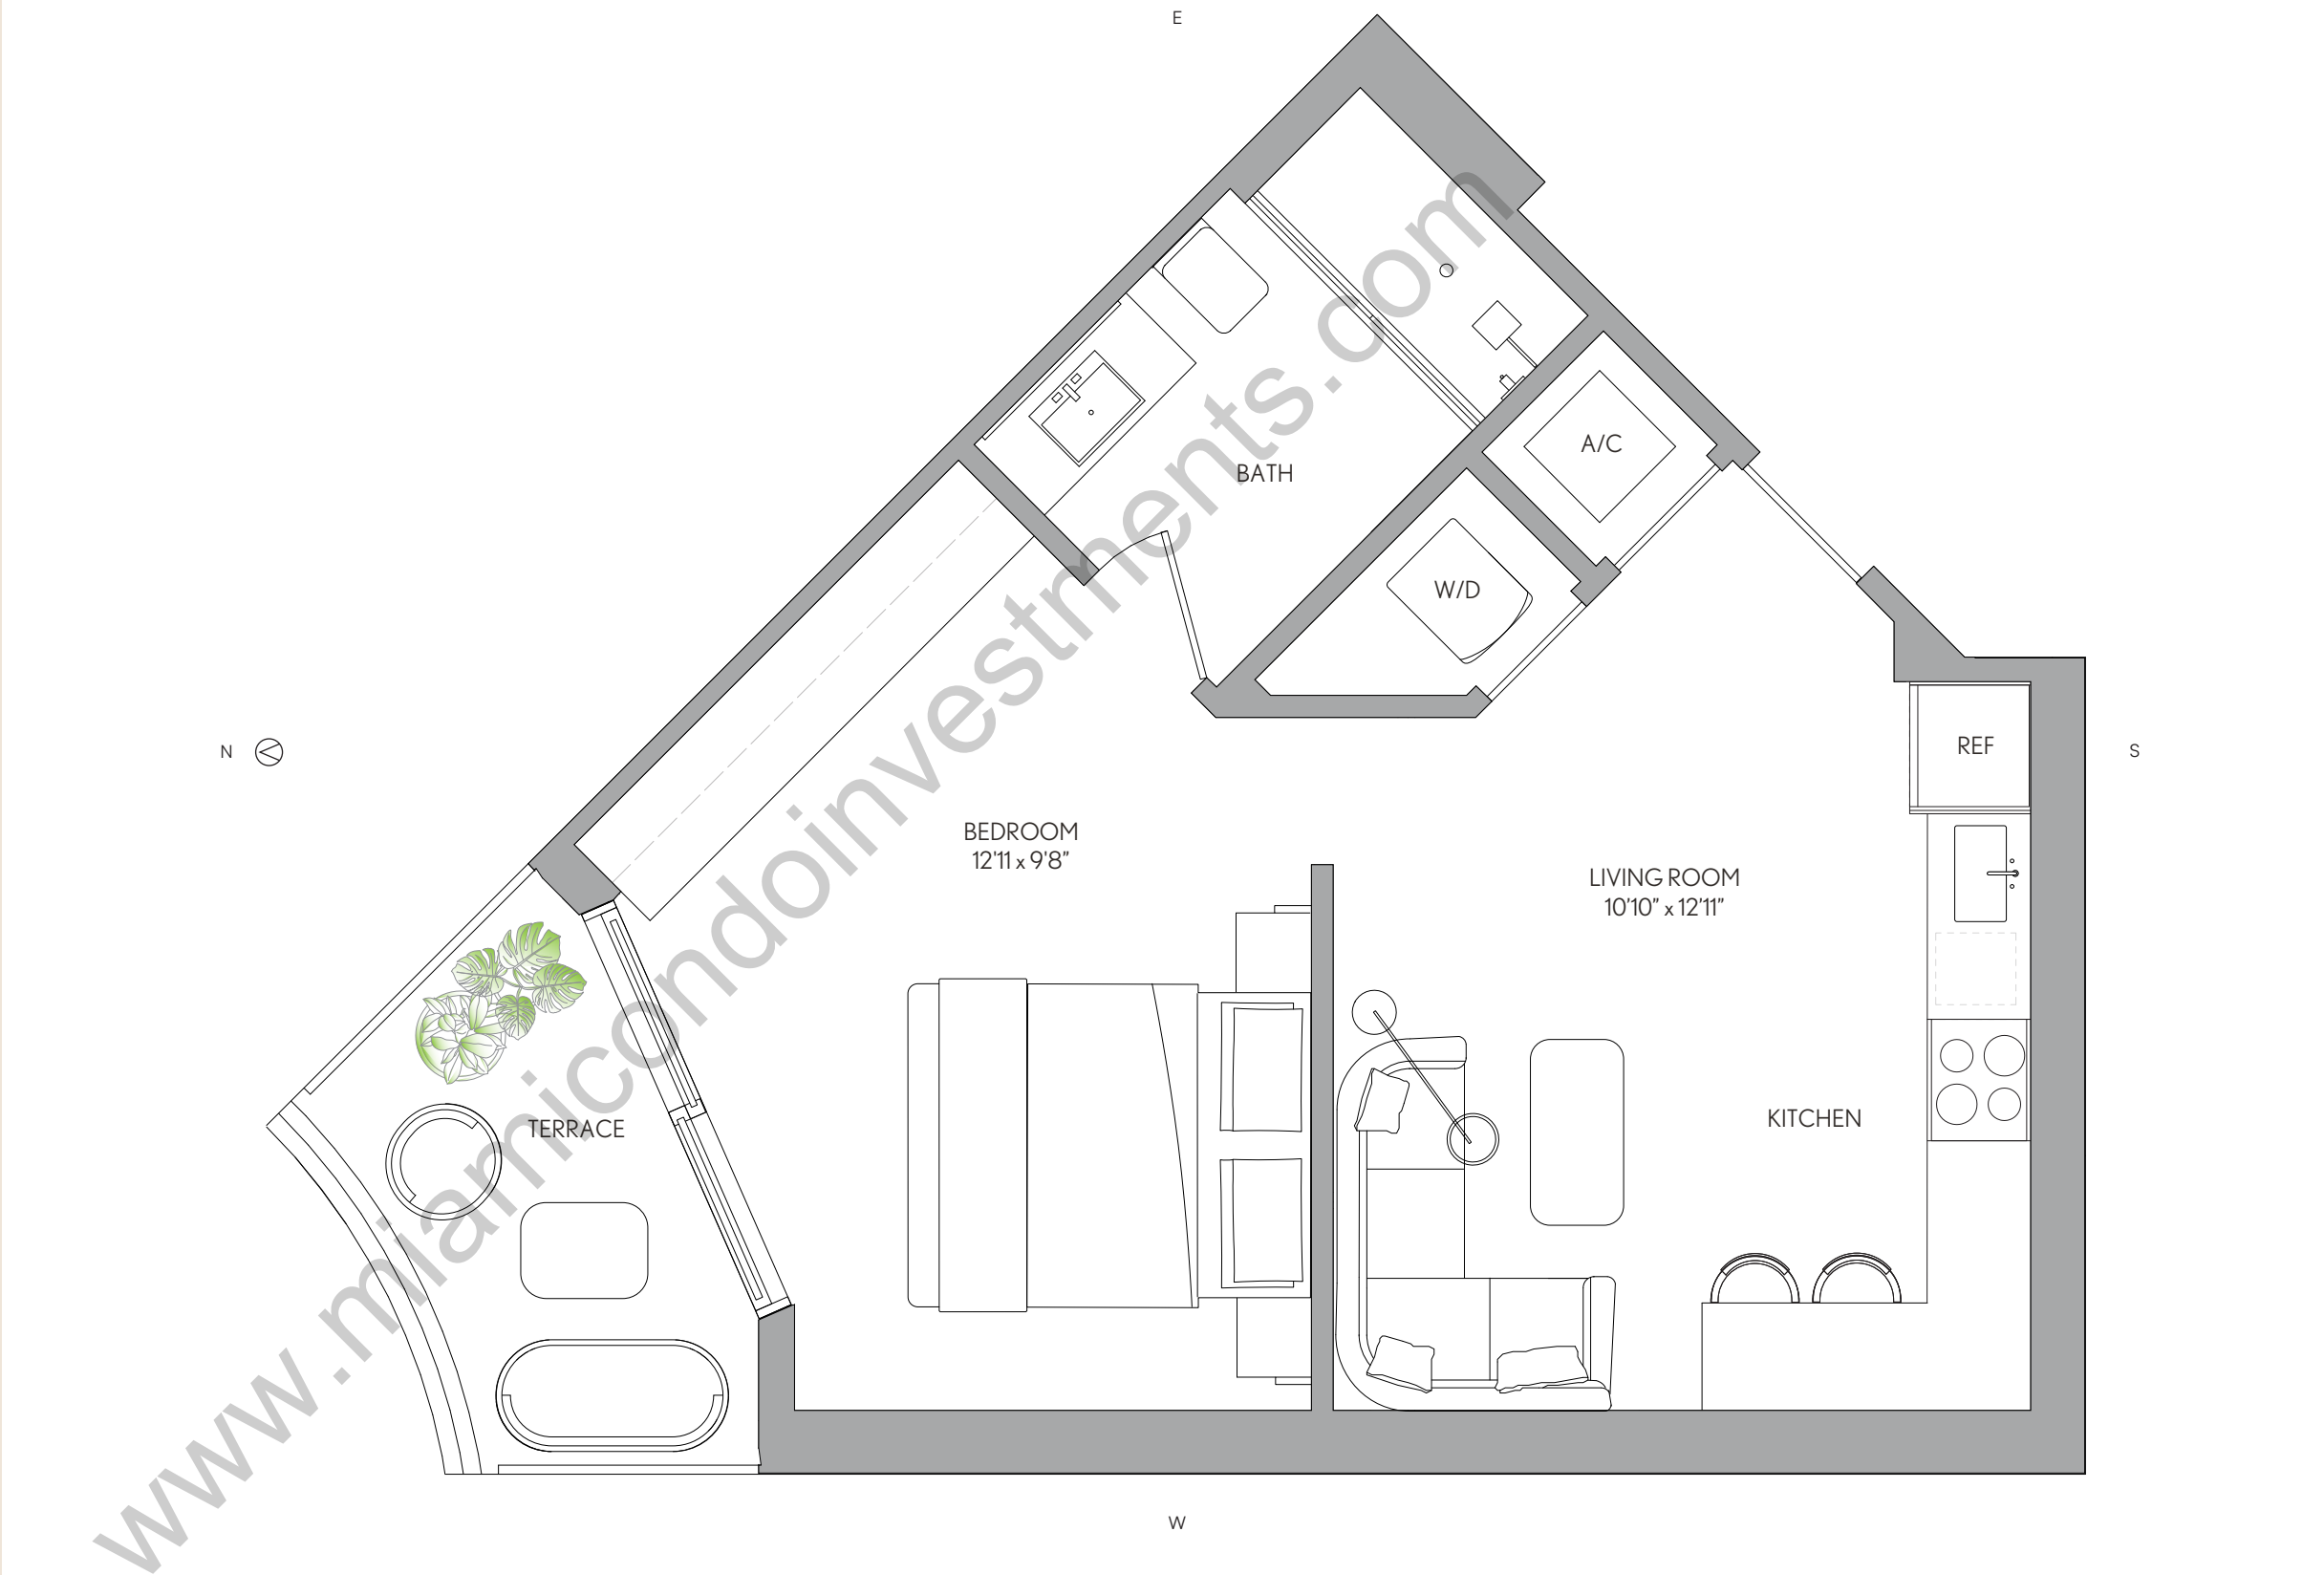 E
BATH
A/C
W/D
N
S
REF
BEDROOM
12'11 x 9'8"
LIVING ROOM
10'10" x 12'11"
TERRACE
KITCHEN
W
www.miamicondoinvestments.com